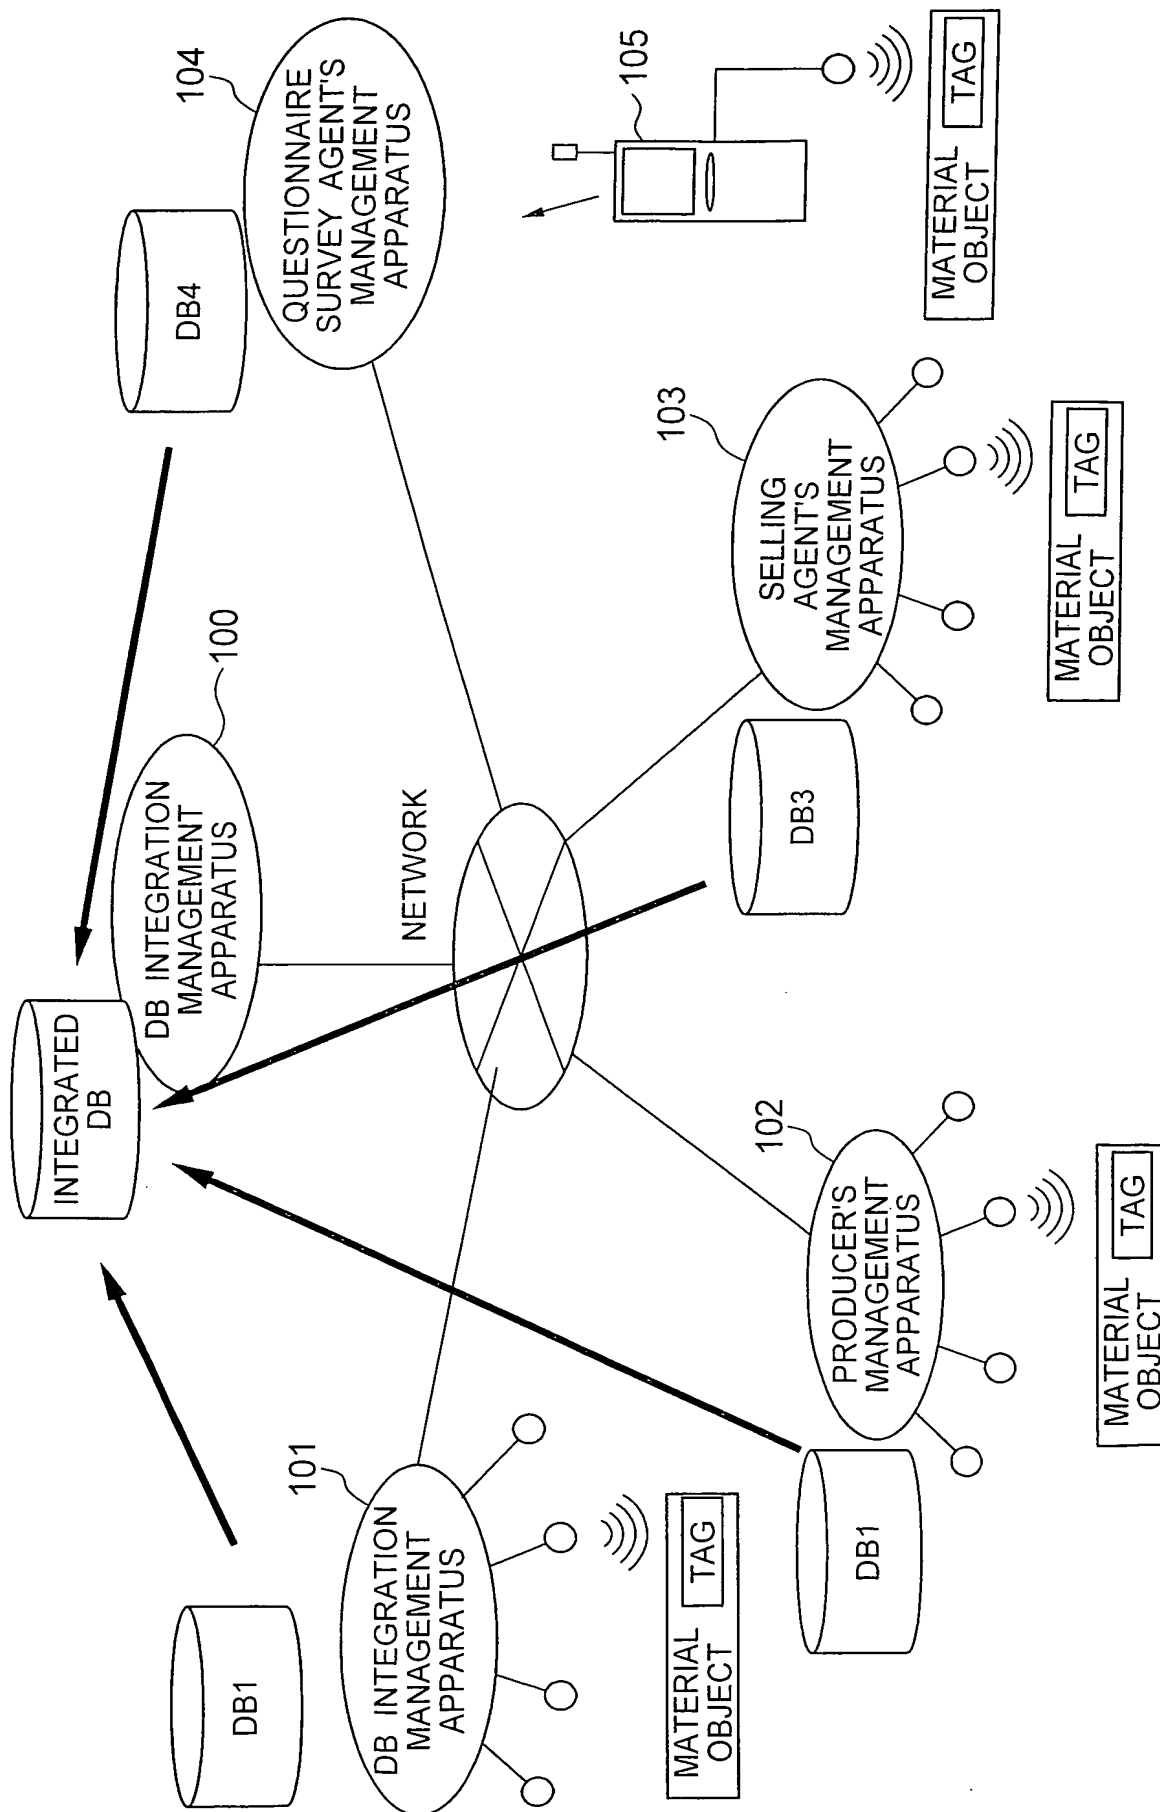 INTEGRATED
DB
DB INTEGRATION
MANAGEMENT
APPARATUS
100
DB4
104
QUESTIONNAIRE
SURVEY AGENT'S
MANAGEMENT
APPARATUS
NETWORK
105
MATERIAL
OBJECT
TAG
DB1
101
DB INTEGRATION
MANAGEMENT
APPARATUS
MATERIAL
OBJECT
TAG
DB1
102
PRODUCER'S
MANAGEMENT
APPARATUS
MATERIAL
OBJECT
TAG
DB3
103
SELLING
AGENT'S
MANAGEMENT
APPARATUS
MATERIAL
OBJECT
TAG